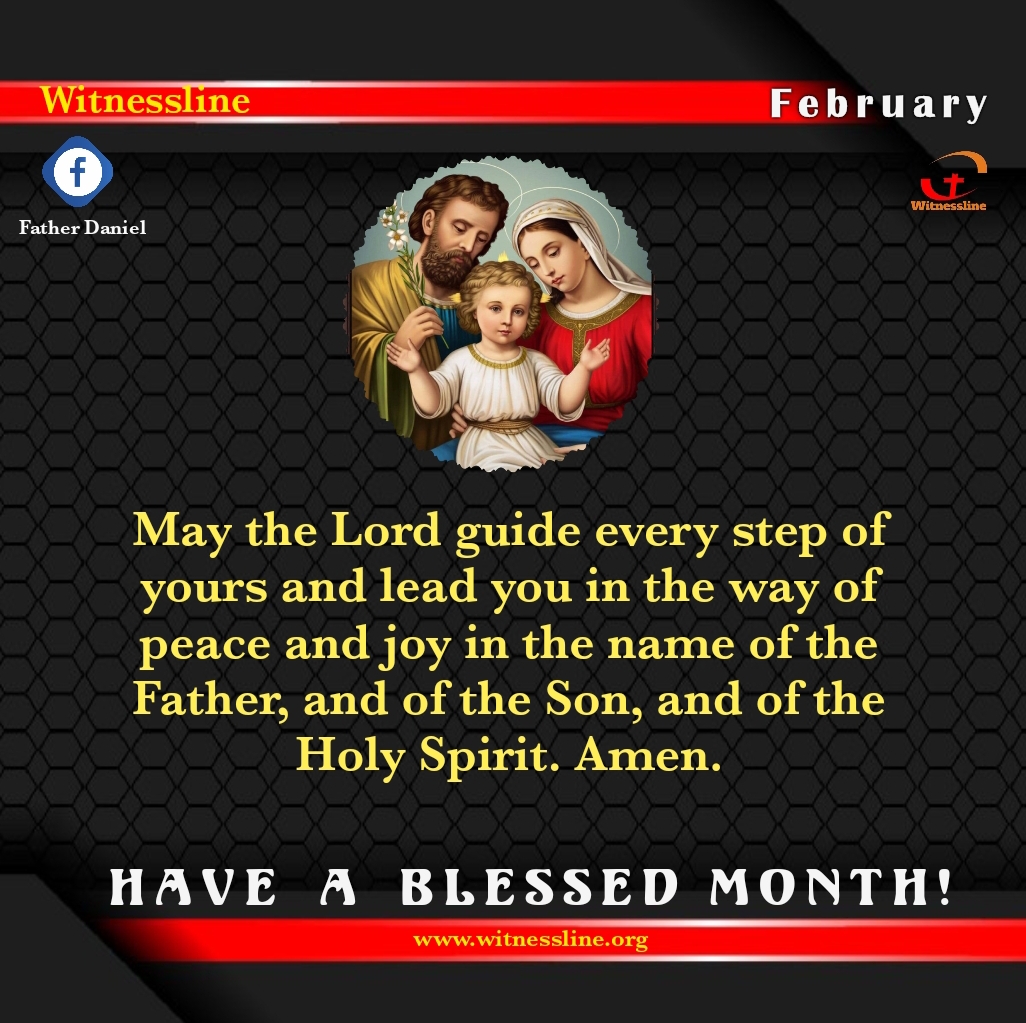 Witnessline
February
f
Father Daniel
Witnessline
May the Lord guide every step of
yours and lead you in the way of
peace and joy in the name of the
Father, and of the Son, and of the
Holy Spirit. Amen.
HAVE A BLESSED MONTH!
www.witnessline.org